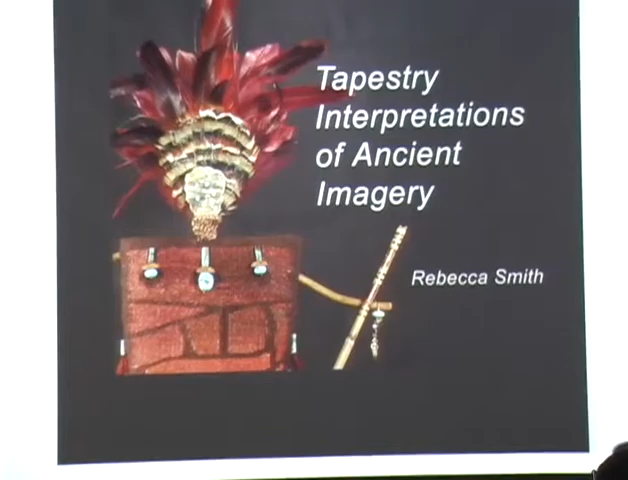 Tapestry
Interpretations
of Ancient
Imagery
Rebecca Smith